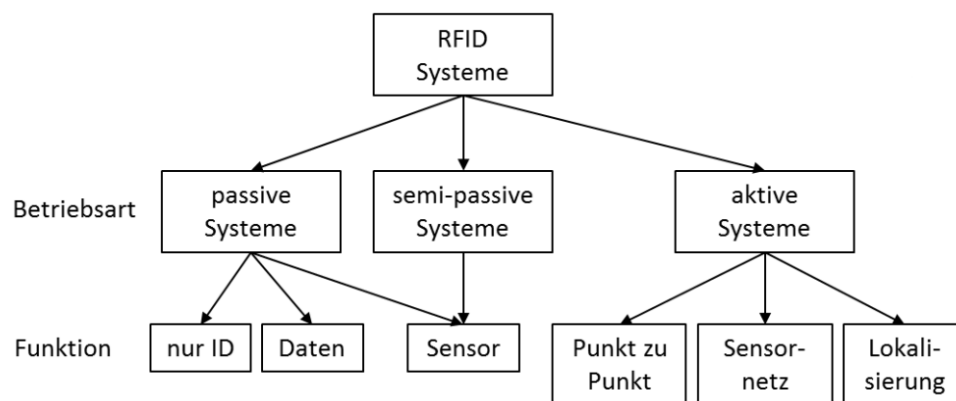 RFID
Systeme
Betriebsart
passive
Systeme
semi-passive
Systeme
aktive
Systeme
Funktion
nur ID
Daten
Sensor
Punkt zu
Punkt
Sensor-
netz
Lokali-
sierung